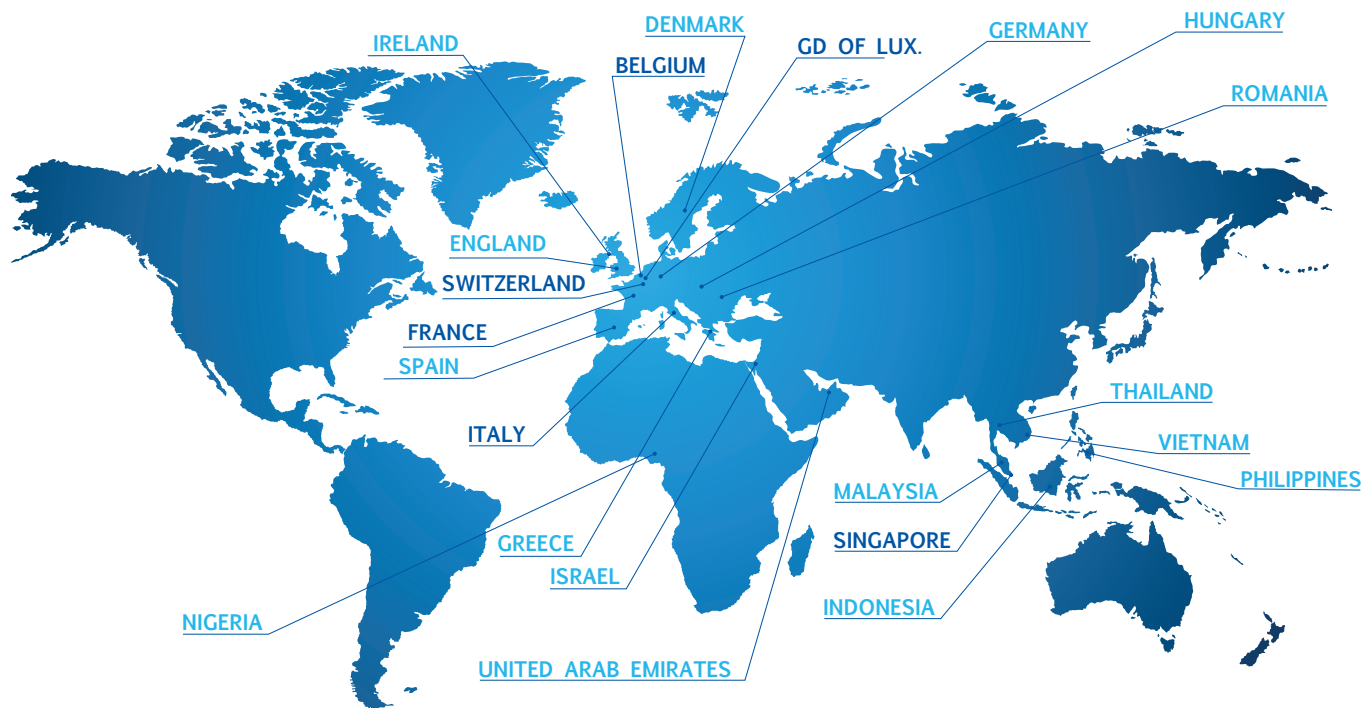 HUNGARY
DENMARK
GERMANY
IRELAND
GD OF LUX.
BELGIUM
ROMANIA
ENGLAND
SWITZERLAND
FRANCE
SPAIN
THAILAND
ITALY
VIETNAM
PHILIPPINES
MALAYSIA
SINGAPORE
GREECE
ISRAEL
INDONESIA
NIGERIA
UNITED ARAB EMIRATES